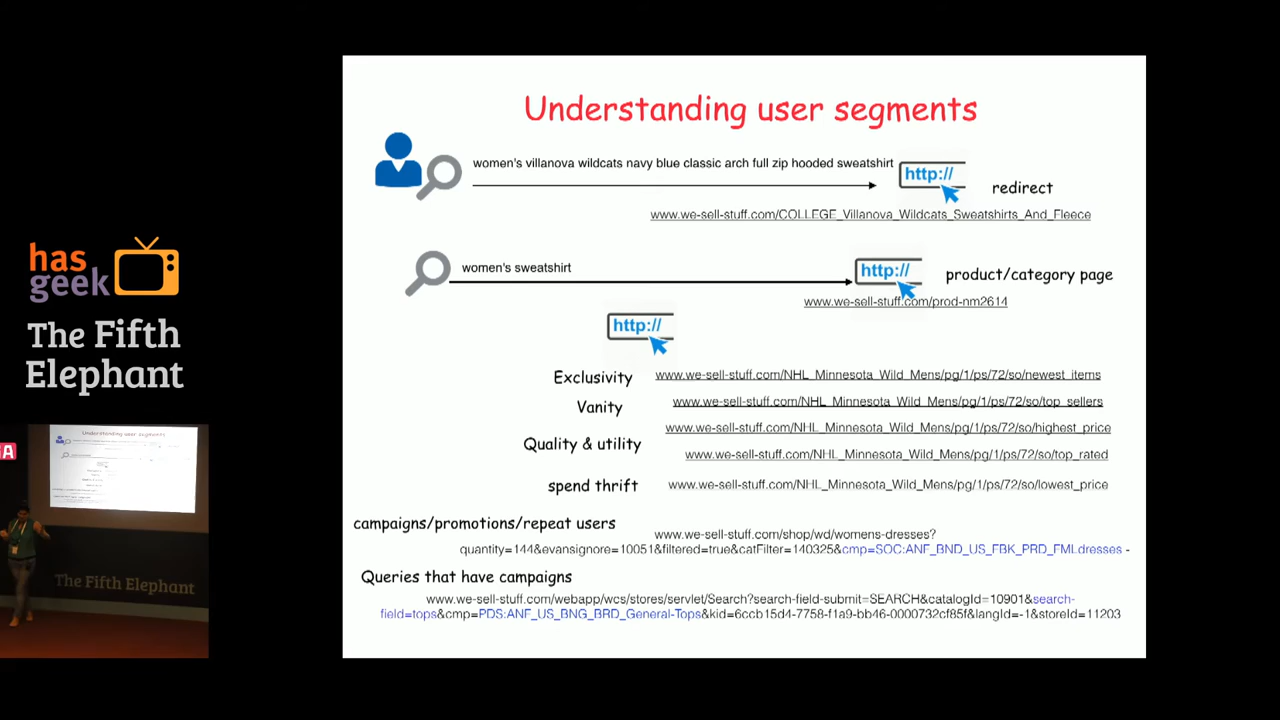 Understanding user segments
women's villanova wildcats navy blue classic arch full zip hooded sweatshirt
http://
redirect
www.we-sell-stuff.com/COLLEGE_Villanova_Wildcats_Sweatshirts_And_Fleece
women's sweatshirt
http://
product/category page
www.we-sell-stuff.com/prod-nm2614
http://
Exclusivity www.we-sell-stuff.com/NHL_Minnesota_Wild_Mens/pg/1/ps/72/so/newest_items
Vanity www.we-sell-stuff.com/NHL_Minnesota_Wild_Mens/pg/1/ps/72/so/top_sellers
www.we-sell-stuff.com/NHL_Minnesota_Wild_Mens/pg/1/ps/72/so/highest_price
Quality & utility
www.we-sell-stuff.com/NHL_Minnesota_Wild_Mens/pg/1/ps/72/so/top_rated
spend thrift www.we-sell-stuff.com/NHL_Minnesota_Wild_Mens/pg/1/ps/72/so/lowest_price
campaigns/promotions/repeat users
www.we-sell-stuff.com/shop/wd/womens-dresses?
quantity=144&evansignore=10051&filtered=true&catFilter=140325&cmp=SOC:ANF_BND_US_FBK_PRD_FMLdresses -
Queries that have campaigns
www.we-sell-stuff.com/webapp/wcs/stores/servlet/Search?search-field-submit=SEARCH&catalogId=10901&search-
field=tops&cmp=PDS:ANF_US_BNG_BRD_General-Tops&kid=6ccb15d4-7758-f1a9-bb46-0000732cf85f&langId=-1&storeId=11203
has
geek
The Fifth
Elephant
Understanding user segments
The Fifth Elephant